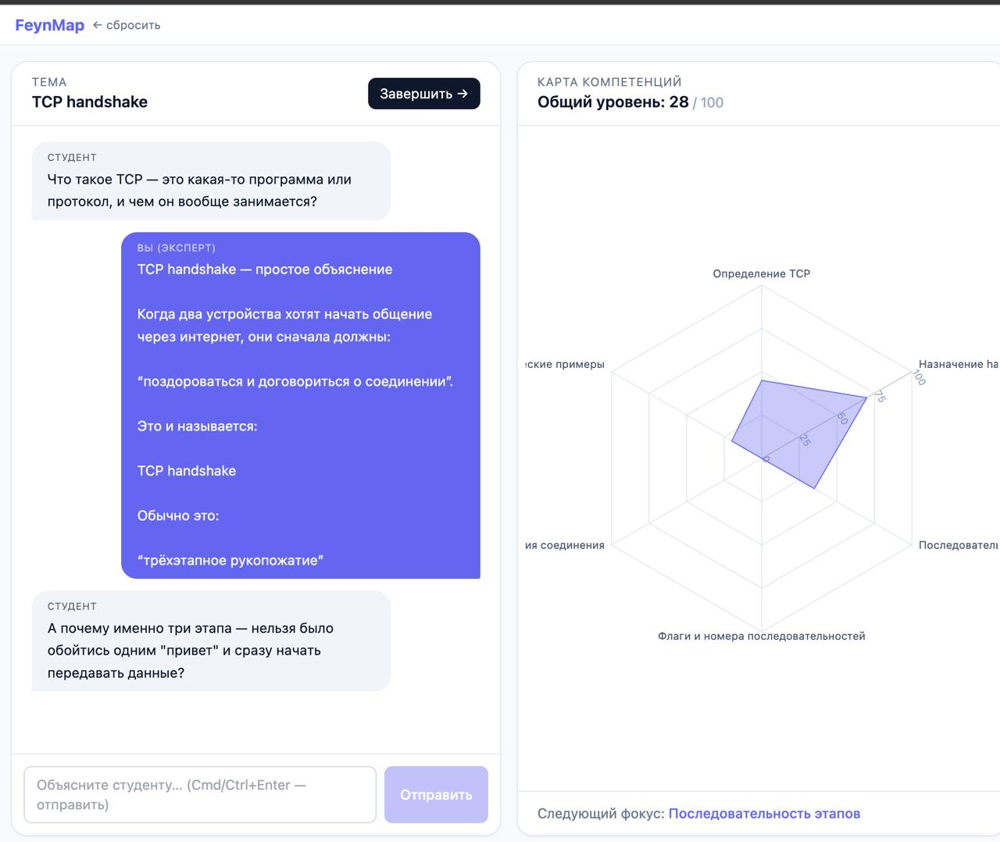 FeynMap ← сбросить
ТЕМА
TCP handshake
Завершить →
СТУДЕНТ
Что такое TCP — это какая-то программа или
протокол, и чем он вообще занимается?
ВЫ (ЭКСПЕРТ)
TCP handshake — простое объяснение
Когда два устройства хотят начать общение
через интернет, они сначала должны:
“поздороваться и договориться о соединении”.
Это и называется:
TCP handshake
Обычно это:
“трёхэтапное рукопожатие”
СТУДЕНТ
А почему именно три этапа — нельзя было
обойтись одним "привет" и сразу начать
передавать данные?
Объясните студенту... (Cmd/Ctrl+Enter —
отправить)
Отправить
КАРТА КОМПЕТЕНЦИЙ
Общий уровень: 28 / 100
Определение TCP
еские примеры
Назначение ha
100
75
50
25
0
ия соединения
Последователь
Флаги и номера последовательностей
Следующий фокус: Последовательность этапов